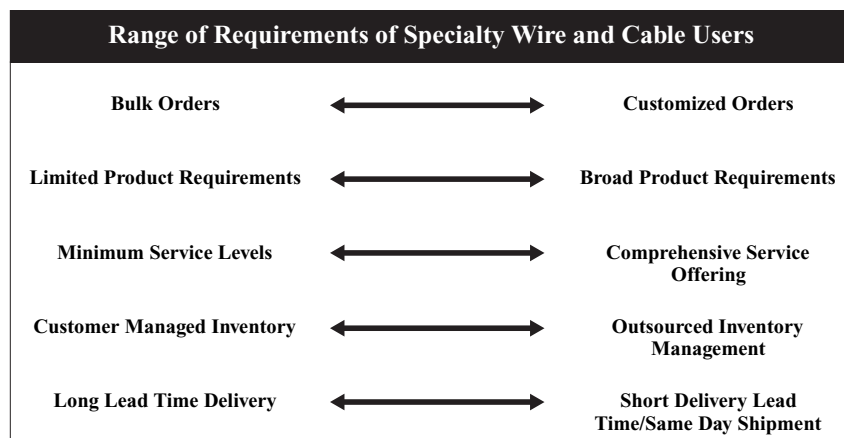 Range of Requirements of Specialty Wire and Cable Users
Bulk Orders
Customized Orders
Limited Product Requirements
Broad Product Requirements
Minimum Service Levels
Comprehensive Service
Offering
Customer Managed Inventory
Outsourced Inventory
Management
Long Lead Time Delivery
Short Delivery Lead
Time/Same Day Shipment